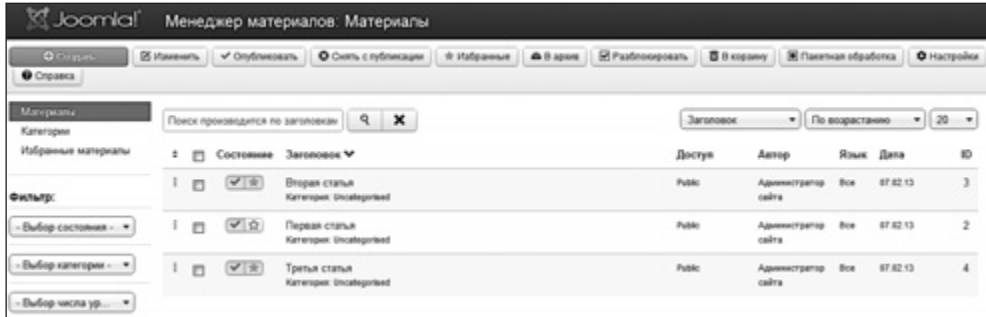 Joomla! Менеджер материалов: Материалы
Создать Изменить Опубликовать Снять с публикации Избранные В архив Разблокировать В корзину Пакетная обработка Настройки
Справка
Материалы
Категории
Избранные материалы
Поиск производится по заголовкам
Заголовок По возрастанию 20
Состояние Заголовок Доступ Автор Язык Дата ID
Вторая статья Public Администратор сайта Все 07.02.13 3
Категория: Uncategorised
Первая статья Public Администратор сайта Все 07.02.13 2
Категория: Uncategorised
Третья статья Public Администратор сайта Все 07.02.13 4
Категория: Uncategorised
Фильтр:
- Выбор состояния -
- Выбор категории -
- Выбор числа ур...